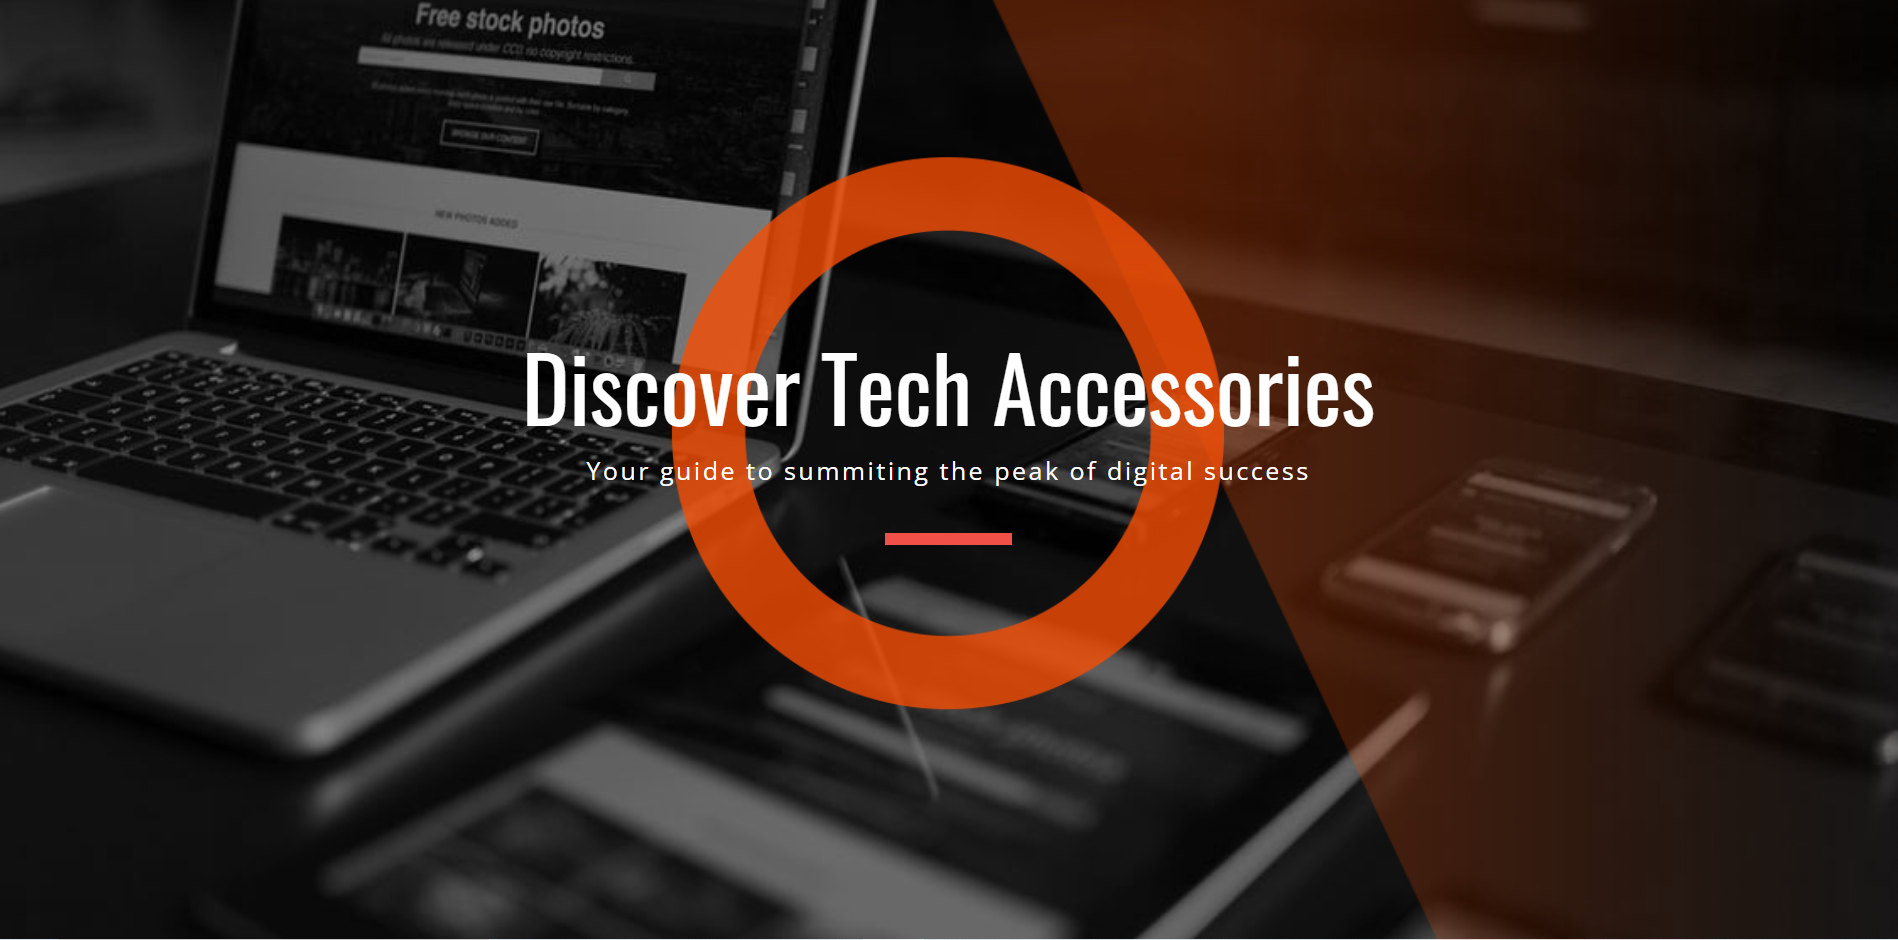 Free stock photos
All photos are released under CC0, no copyright restrictions.
BROWSE OUR CONTENT
NEW PHOTOS ADDED
Discover Tech Accessories
Your guide to summiting the peak of digital success